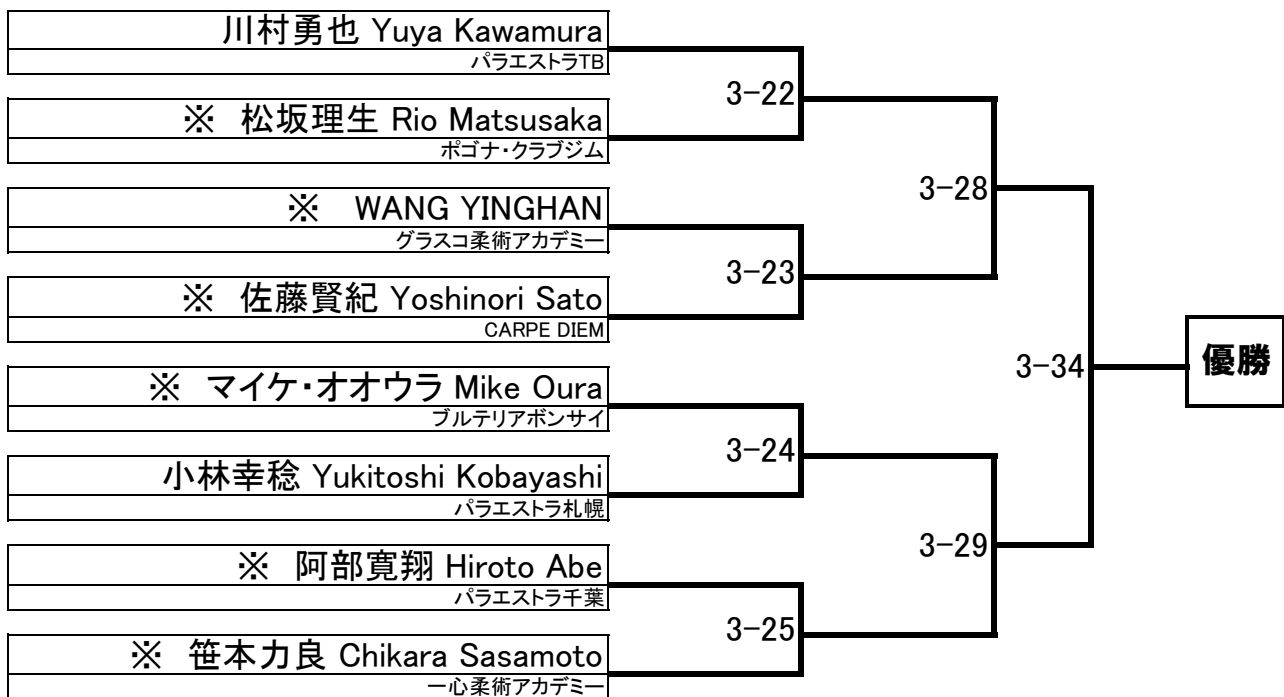 川村勇也 Yuya Kawamura
パラエストラTB
3-22
※ 松坂理生 Rio Matsusaka
ポゴナ・クラブジム
3-28
※ WANG YINGHAN
グラスコ柔術アカデミー
3-23
※ 佐藤賢紀 Yoshinori Sato
CARPE DIEM
3-34
優勝
※ マイケ・オオウラ Mike Oura
ブルテリアボンサイ
3-24
小林幸稔 Yukitoshi Kobayashi
パラエストラ札幌
3-29
※ 阿部寛翔 Hiroto Abe
パラエストラ千葉
3-25
※ 笹本力良 Chikara Sasamoto
一心柔術アカデミー